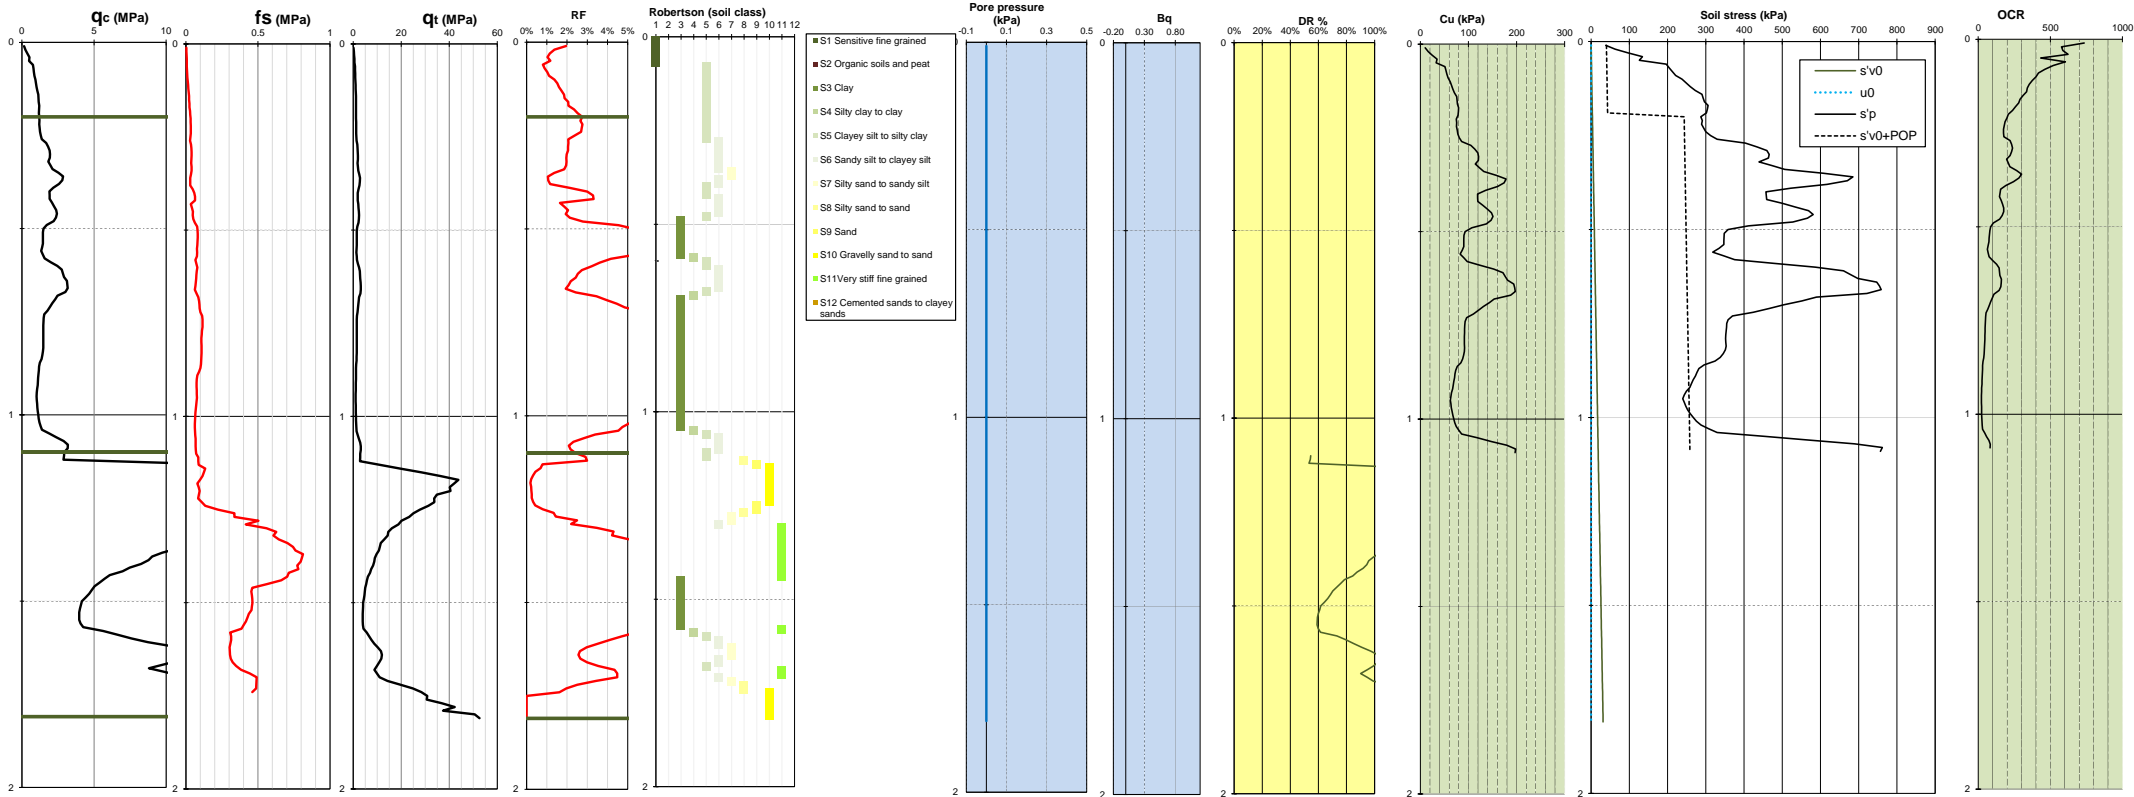 qc (MPa)
0 5 10
0
1
2
fs (MPa)
0 0.5 1
0
1
2
qt (MPa)
0 20 40 60
0
1
2
RF
0% 1% 2% 3% 4% 5%
0
1
2
Robertson (soil class)
1 2 3 4 5 6 7 8 9 10 11 12
0
1
2
S1 Sensitive fine grained
S2 Organic soils and peat
S3 Clay
S4 Silty clay to clay
S5 Clayey silt to silty clay
S6 Sandy silt to clayey silt
S7 Silty sand to sandy silt
S8 Silty sand to sand
S9 Sand
S10 Gravelly sand to sand
S11Very stiff fine grained
S12 Cemented sands to clayey
sands
Pore pressure
(kPa)
-0.1 0.1 0.3 0.5
0
1
2
Bq
-0.20 0.30 0.80
0
1
2
DR %
0% 20% 40% 60% 80% 100%
0
1
2
Cu (kPa)
0 100 200 300
0
1
2
Soil stress (kPa)
0 100 200 300 400 500 600 700 800 900
0
1
2
s'v0
u0
s'p
s'v0+POP
OCR
0 500 1000
0
1
2